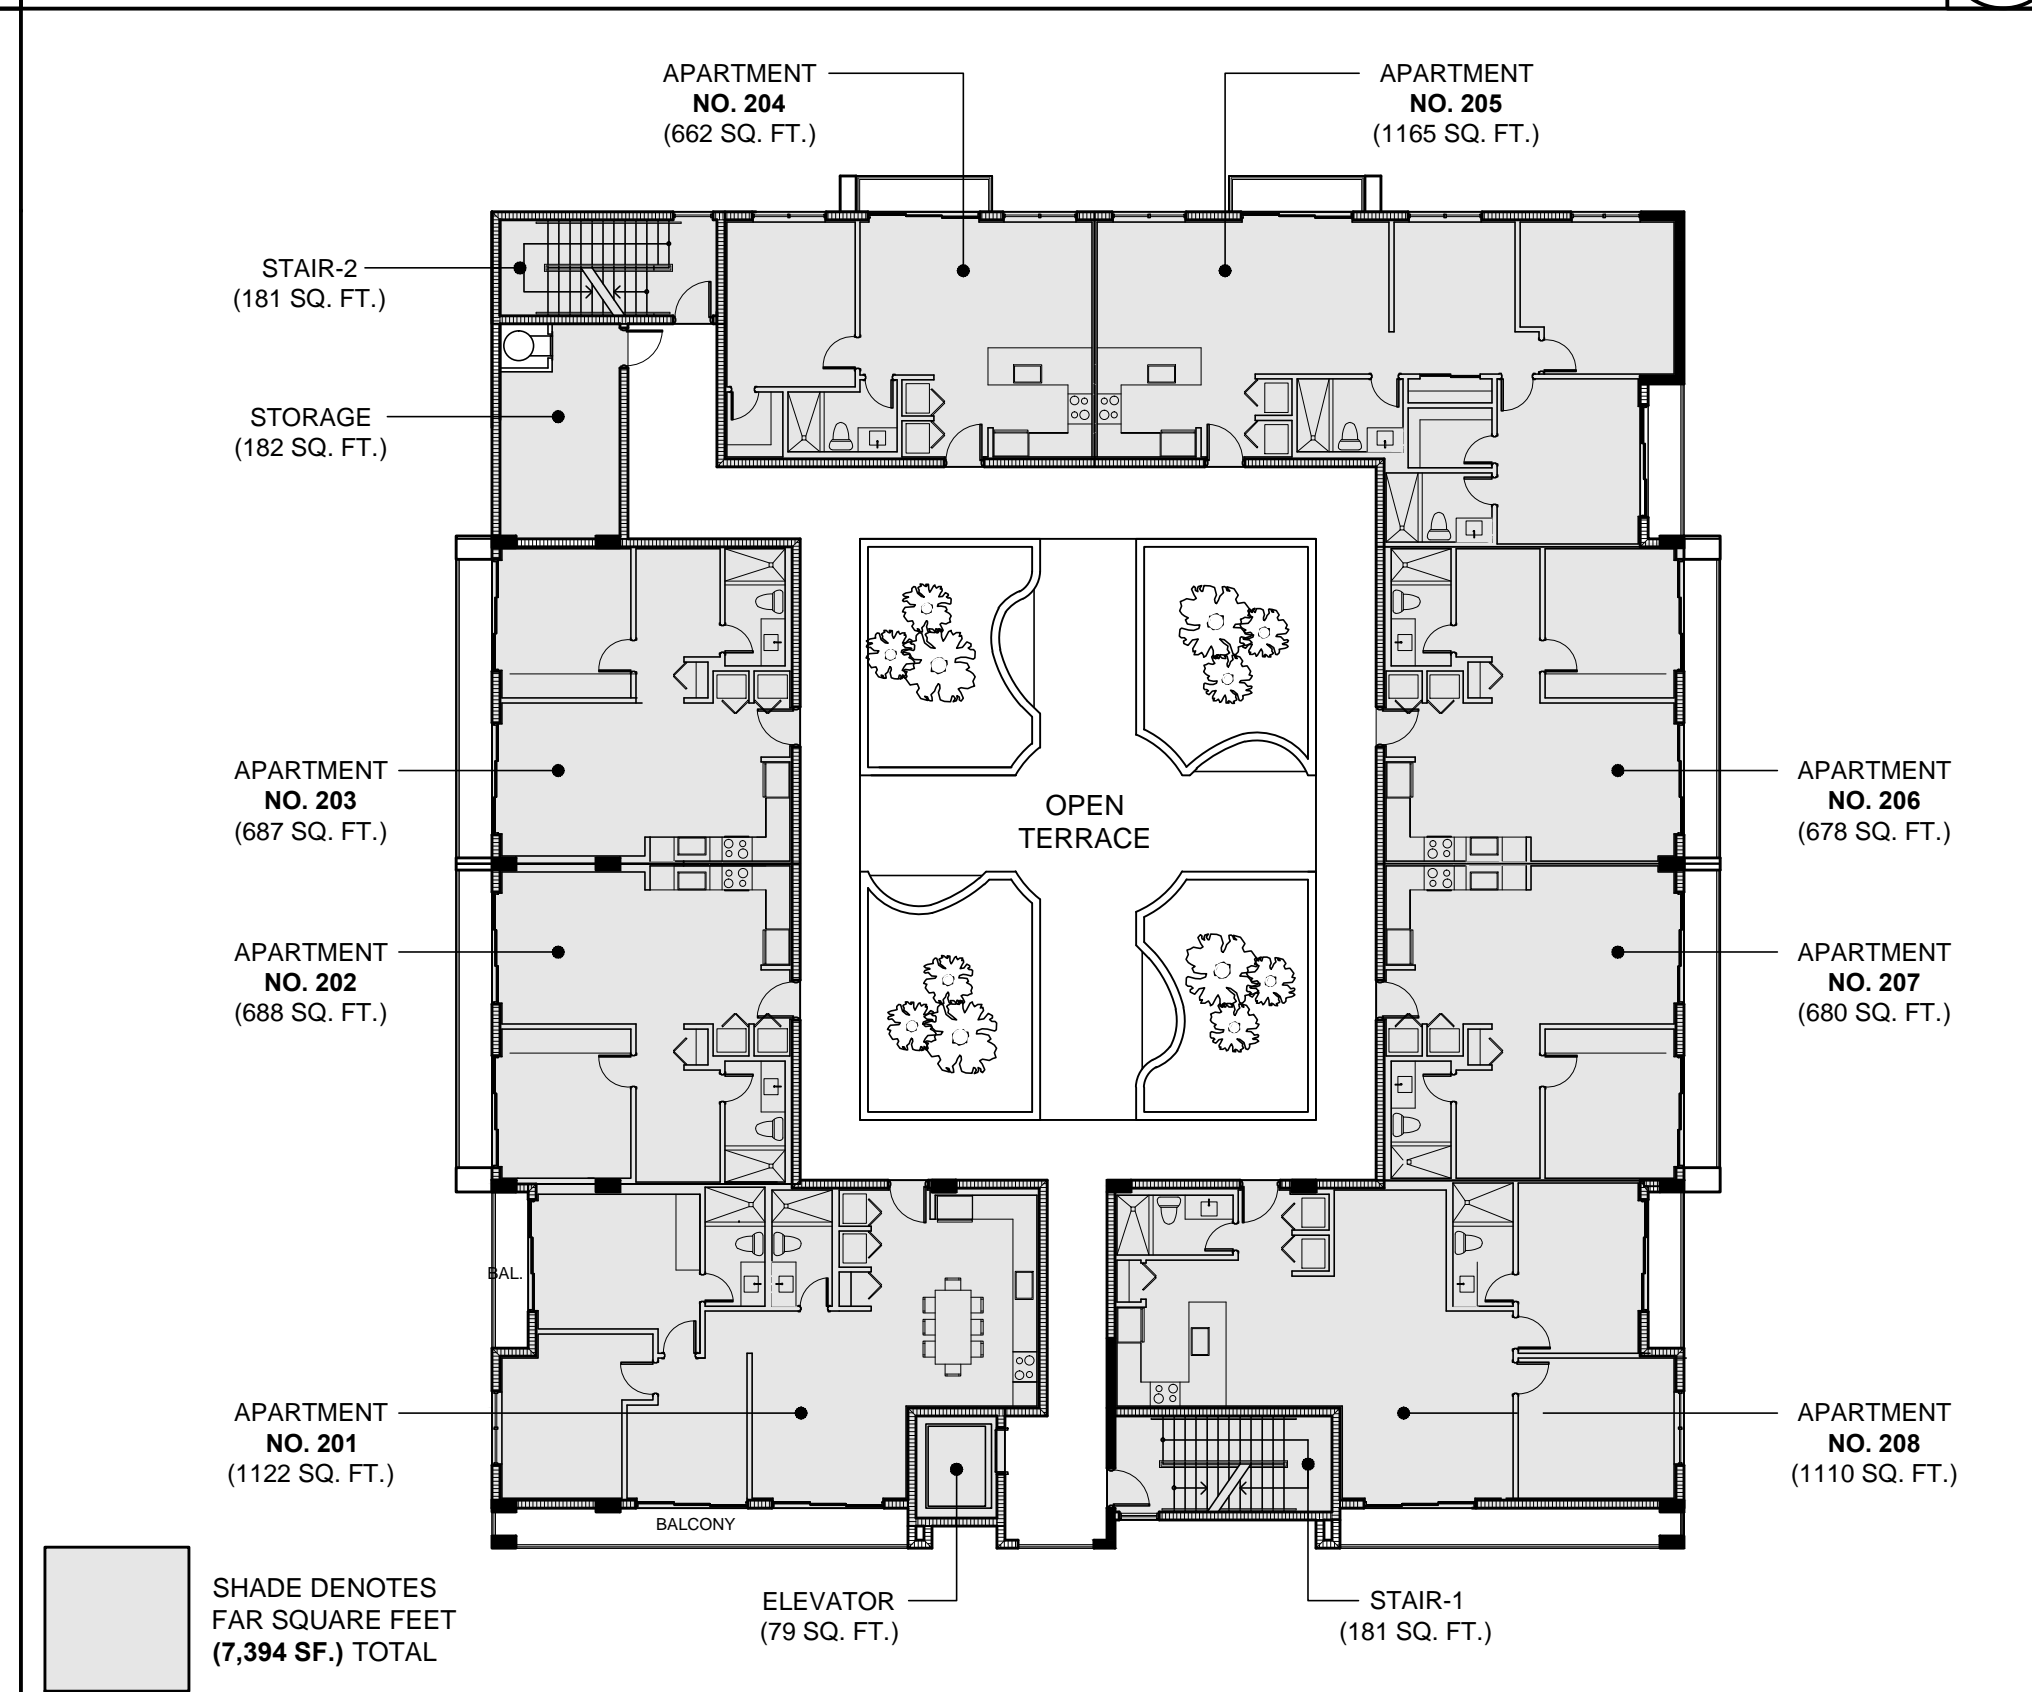 APARTMENT
NO. 204
(662 SQ. FT.)
APARTMENT
NO. 205
(1165 SQ. FT.)
STAIR-2
(181 SQ. FT.)
STORAGE
(182 SQ. FT.)
APARTMENT
NO. 203
(687 SQ. FT.)
OPEN
TERRACE
APARTMENT
NO. 206
(678 SQ. FT.)
APARTMENT
NO. 202
(688 SQ. FT.)
APARTMENT
NO. 207
(680 SQ. FT.)
BAL.
APARTMENT
NO. 201
(1122 SQ. FT.)
APARTMENT
NO. 208
(1110 SQ. FT.)
BALCONY
SHADE DENOTES
FAR SQUARE FEET
(7,394 SF.) TOTAL
ELEVATOR
(79 SQ. FT.)
STAIR-1
(181 SQ. FT.)